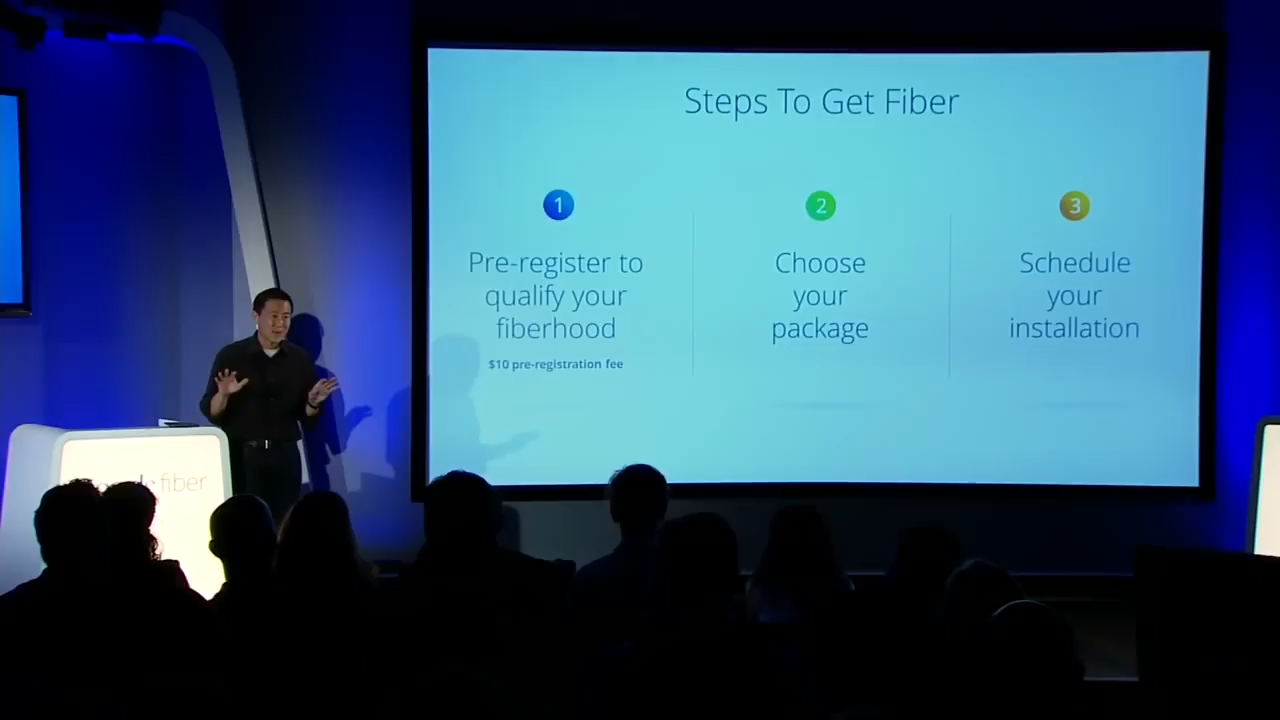 Steps To Get Fiber
1
Pre-register to
qualify your
fiberhood
$10 pre-registration fee
2
Choose
your
package
3
Schedule
your
installation
fiber